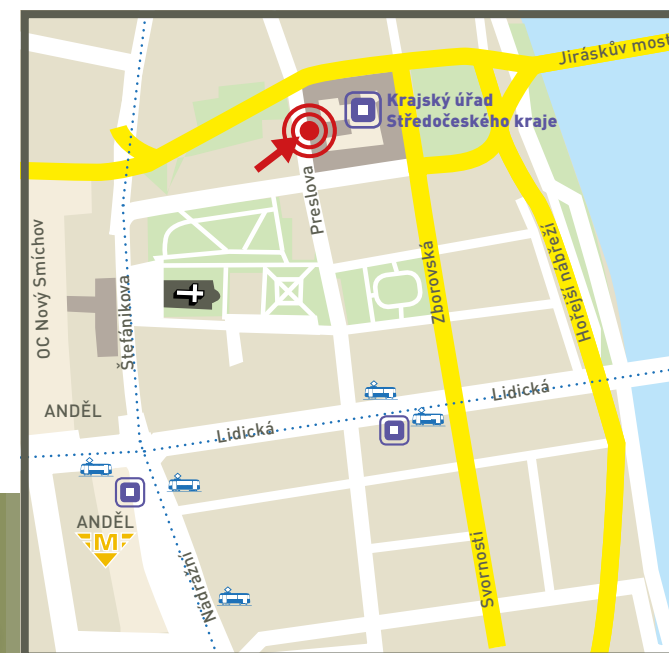 Jiráskův most
Krajský úřad
Středočeského kraje
Preslova
OC Nový Smíchov
Štefánikova
Zborovská
Hořejší nábřeží
ANDĚL
Lidická
Lidická
ANDĚL
M
Nádražní
Svornosti